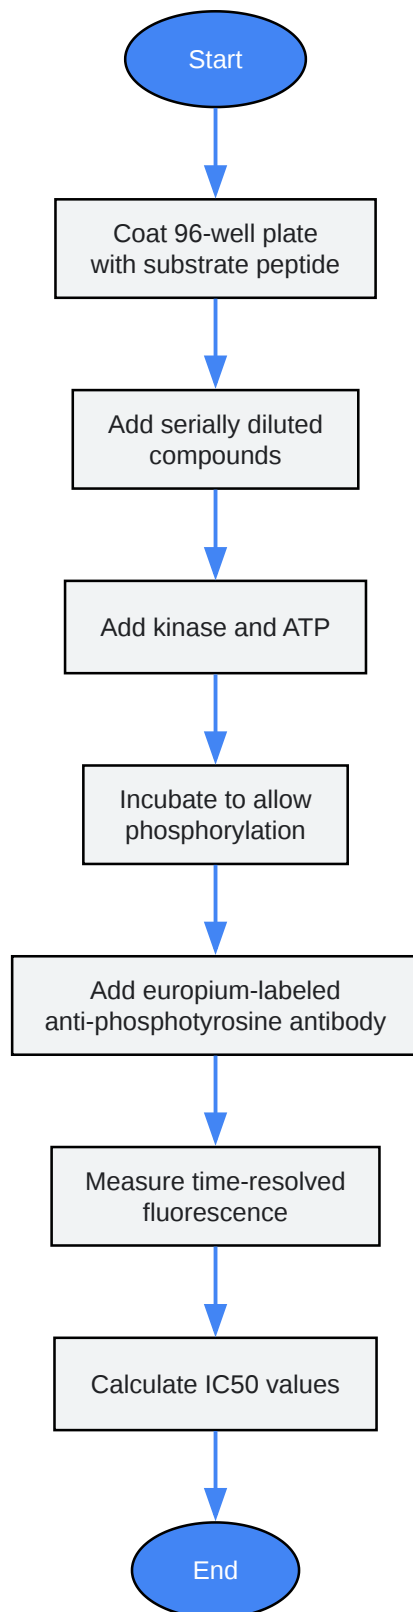 Start
Coat 96-well plate
with substrate peptide
Add serially diluted
compounds
Add kinase and ATP
Incubate to allow
phosphorylation
Add europium-labeled
anti-phosphotyrosine antibody
Measure time-resolved
fluorescence
Calculate IC50 values
End